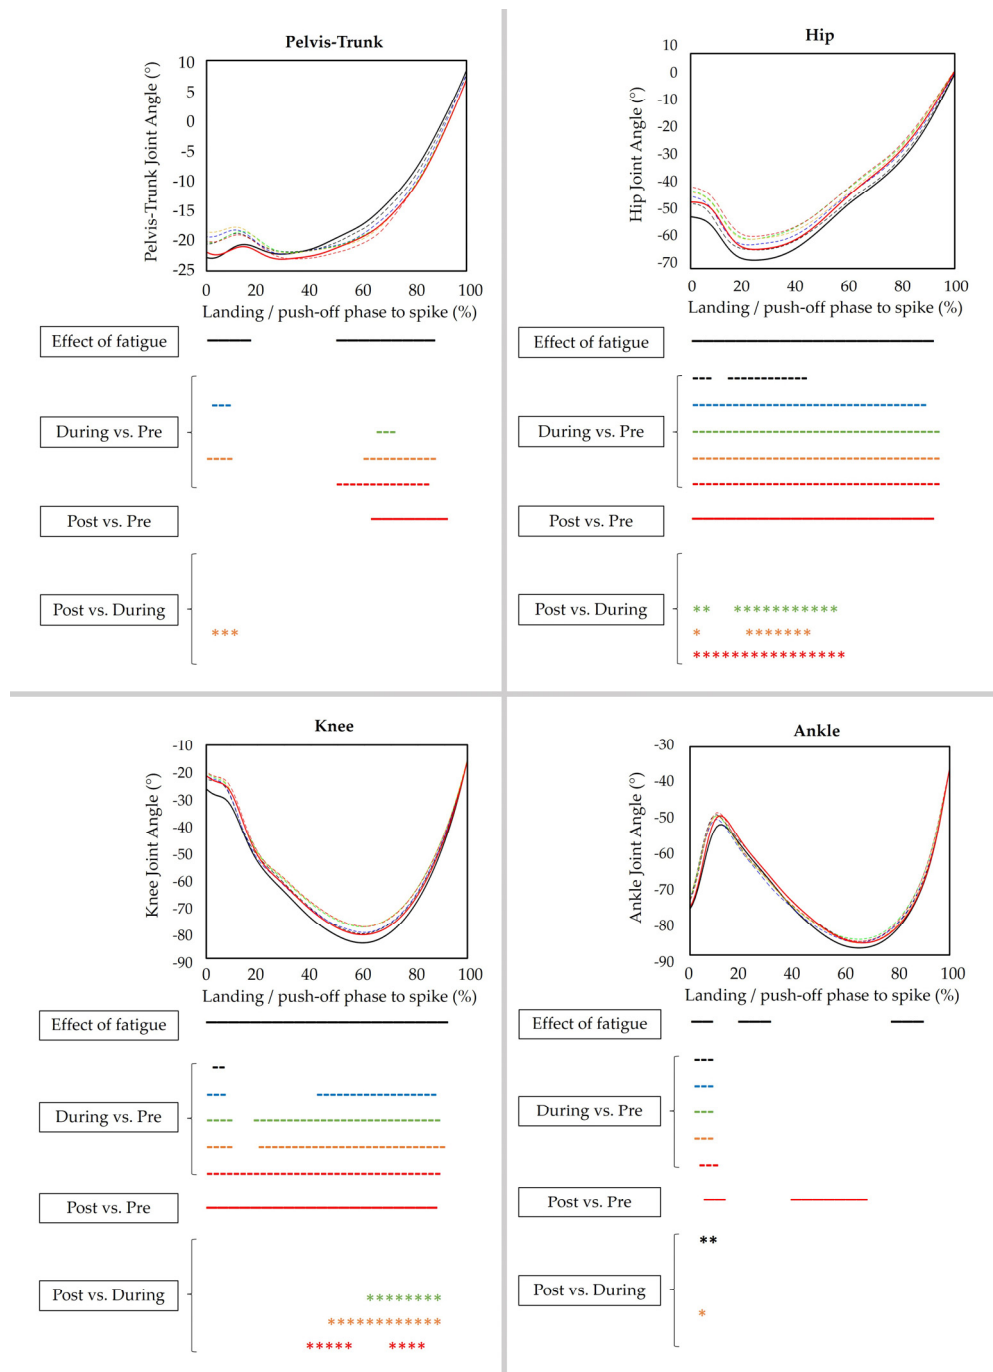 Pelvis-Trunk
Pelvis-Trunk Joint Angle (°)
10
5
0
-5
-10
-15
-20
-25
0 20 40 60 80 100
Landing / push-off phase to spike (%)
Effect of fatigue
During vs. Pre
Post vs. Pre
Post vs. During
***
Hip
Hip Joint Angle (°)
10
0
-10
-20
-30
-40
-50
-60
-70
0 20 40 60 80 100
Landing / push-off phase to spike (%)
Effect of fatigue
During vs. Pre
Post vs. Pre
Post vs. During
** ***********
* *******
****************
Knee
Knee Joint Angle (°)
-10
-20
-30
-40
-50
-60
-70
-80
-90
0 20 40 60 80 100
Landing / push-off phase to spike (%)
Effect of fatigue
During vs. Pre
Post vs. Pre
Post vs. During
********
************
***** ****
Ankle
Ankle Joint Angle (°)
-30
-40
-50
-60
-70
-80
-90
0 20 40 60 80 100
Landing / push-off phase to spike (%)
Effect of fatigue
During vs. Pre
Post vs. Pre
Post vs. During
**
*